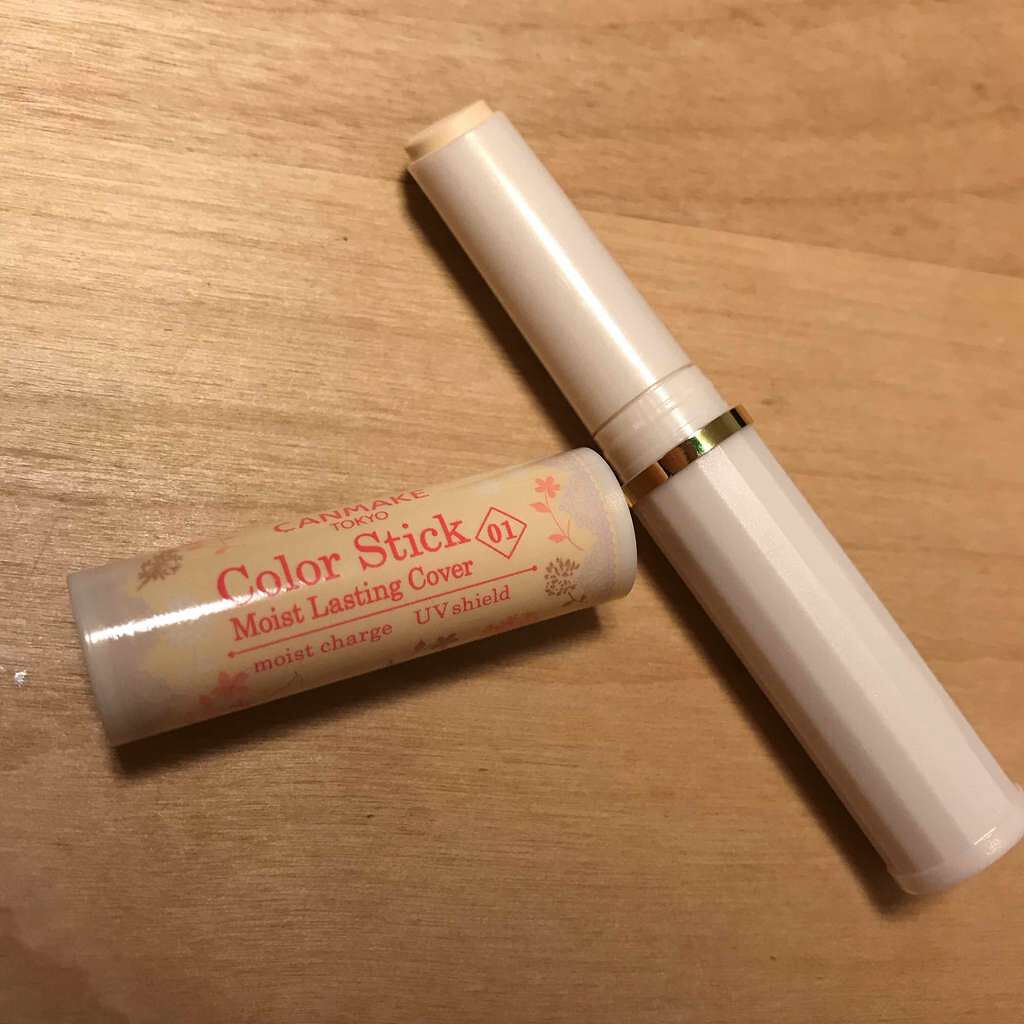 CANMAKE
TOKYO
Color Stick 01
Moist Lasting Cover
moist charge UV shield